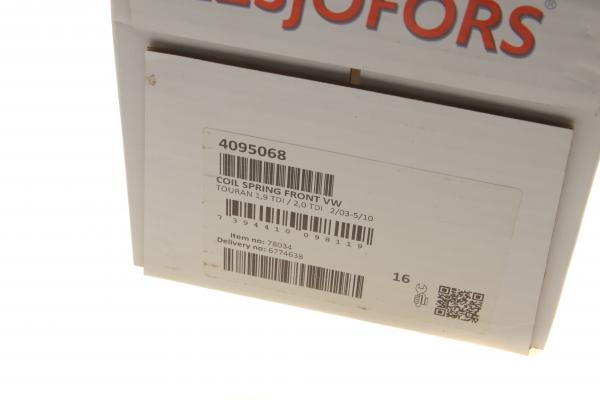 LESJÖFORS®
4095068
COIL SPRING FRONT VW
TOURAN 1,9 TDI / 2,0 TDI 2/03-5/10
7 394410 098119
Item no: 78034
Delivery no: 6774638
16